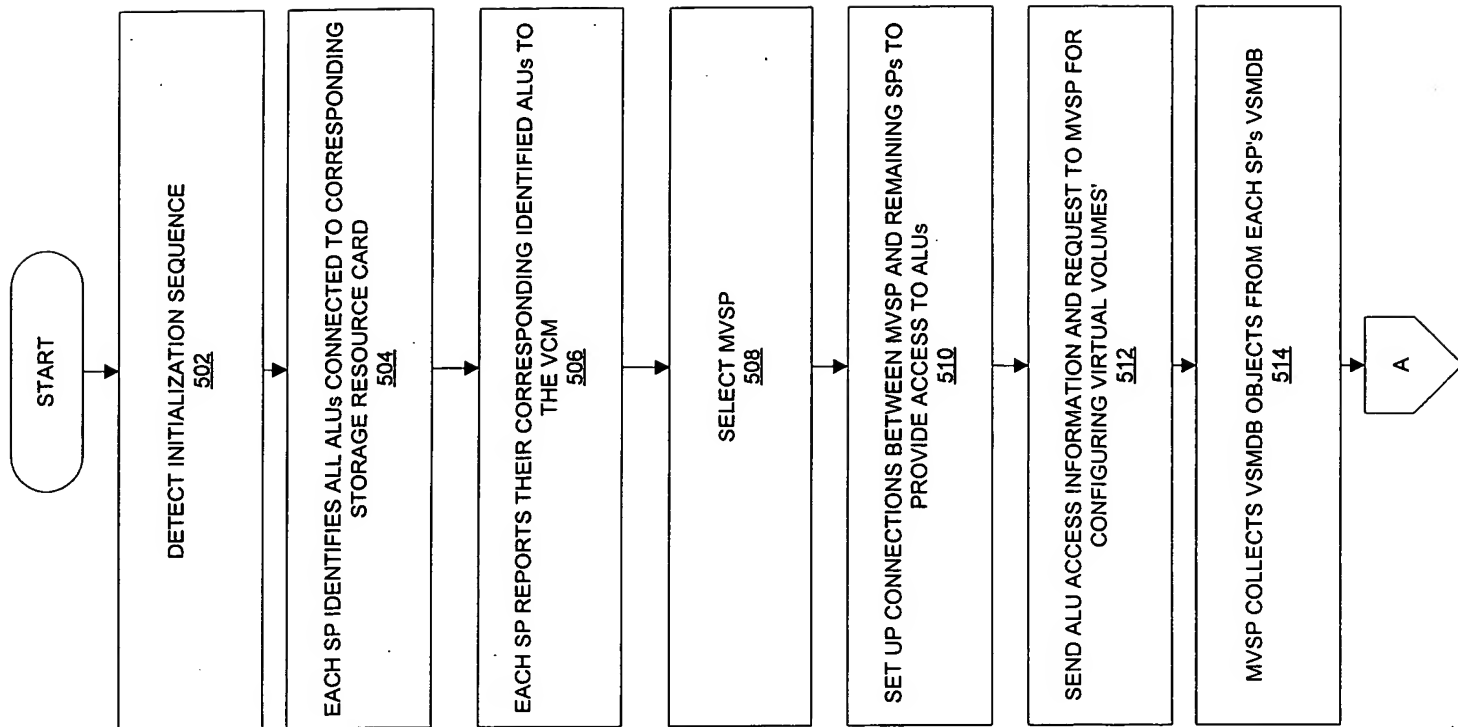 START
DETECT INITIALIZATION SEQUENCE
502
EACH SP IDENTIFIES ALL ALUs CONNECTED TO CORRESPONDING
STORAGE RESOURCE CARD
504
EACH SP REPORTS THEIR CORRESPONDING IDENTIFIED ALUs TO
THE VCM
506
SELECT MVSP
508
SET UP CONNECTIONS BETWEEN MVSP AND REMAINING SPs TO
PROVIDE ACCESS TO ALUs
510
SEND ALU ACCESS INFORMATION AND REQUEST TO MVSP FOR
CONFIGURING VIRTUAL VOLUMES'
512
MVSP COLLECTS VSMDB OBJECTS FROM EACH SP's VSMDB
514
A